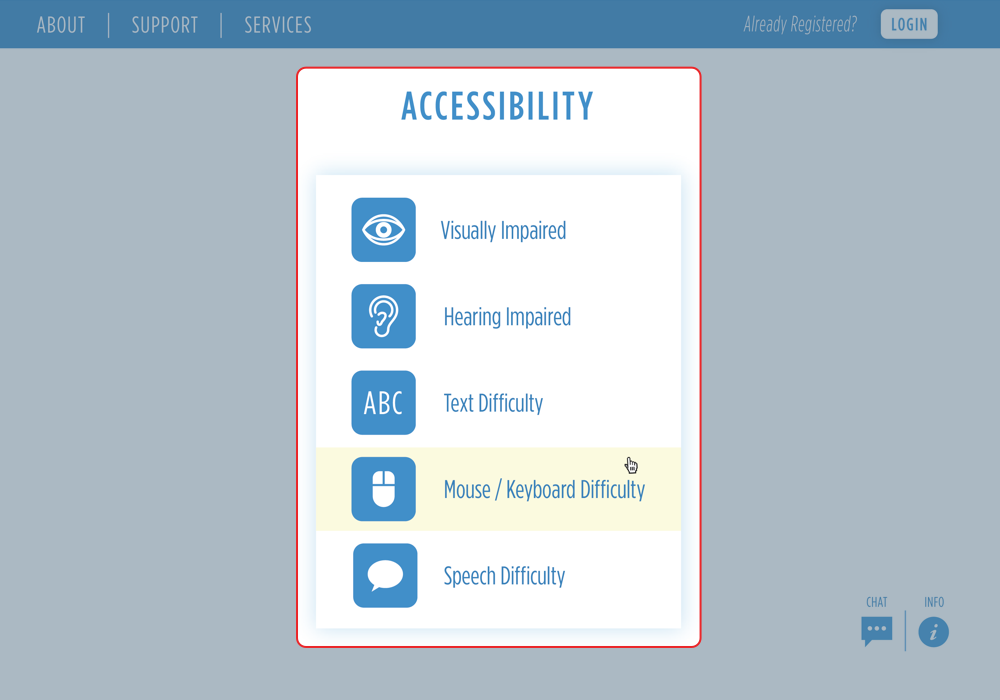 ABOUT | SUPPORT | SERVICES
Already Registered? LOGIN
ACCESSIBILITY
Visually Impaired
Hearing Impaired
ABC Text Difficulty
Mouse / Keyboard Difficulty
Speech Difficulty
CHAT INFO
i